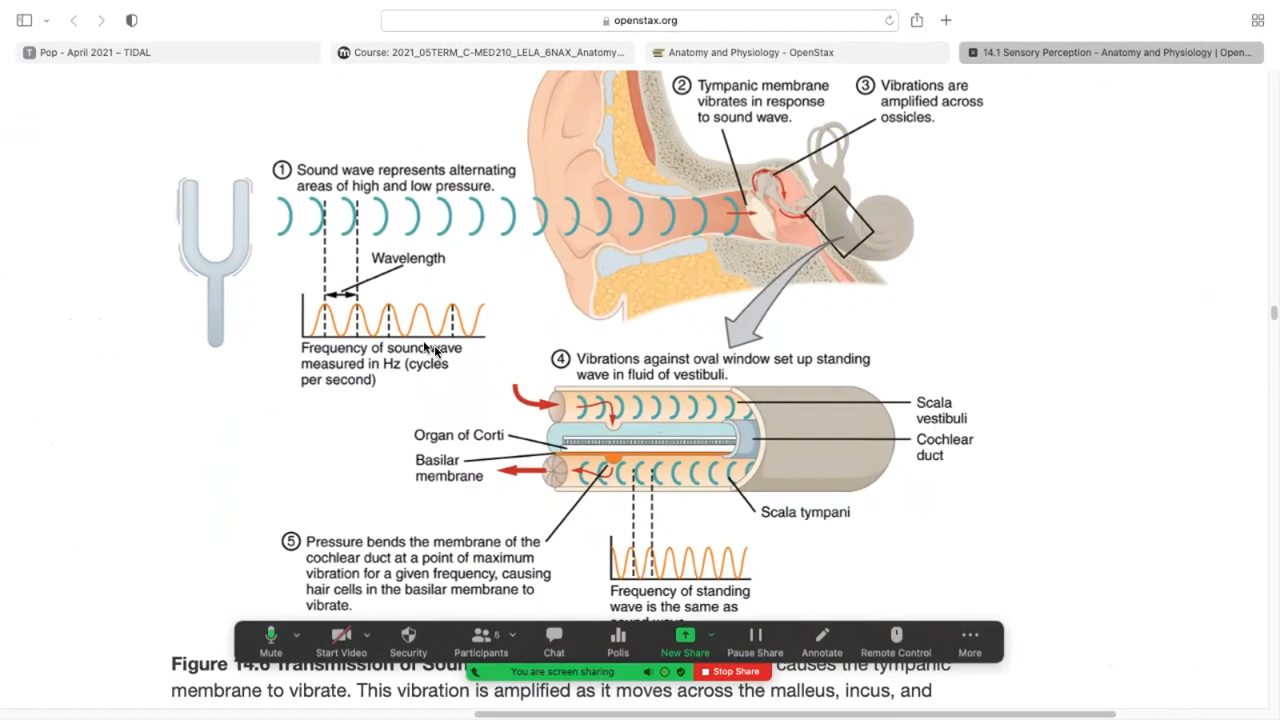 openstax.org
Pop - April 2021 – TIDAL
Course: 2021_05TERM_C-MED210_LELA_6NAX_Anatomy...
Anatomy and Physiology - OpenStax
14.1 Sensory Perception - Anatomy and Physiology | Open...
② Tympanic membrane
vibrates in response
to sound wave.
③ Vibrations are
amplified across
ossicles.
① Sound wave represents alternating
areas of high and low pressure.
Wavelength
Frequency of sound wave
measured in Hz (cycles
per second)
④ Vibrations against oval window set up standing
wave in fluid of vestibuli.
Scala
vestibuli
Organ of Corti
Cochlear
duct
Basilar
membrane
Scala tympani
⑤ Pressure bends the membrane of the
cochlear duct at a point of maximum
vibration for a given frequency, causing
hair cells in the basilar membrane to
vibrate.
Frequency of standing
wave is the same as
sound wave.
Mute
Start Video
Security
6
Participants
Chat
Polls
New Share
Pause Share
Annotate
Remote Control
More
You are screen sharing
Stop Share
Figure 14.6 Transmission of Soun causes the tympanic
membrane to vibrate. This vibration is amplified as it moves across the malleus, incus, and